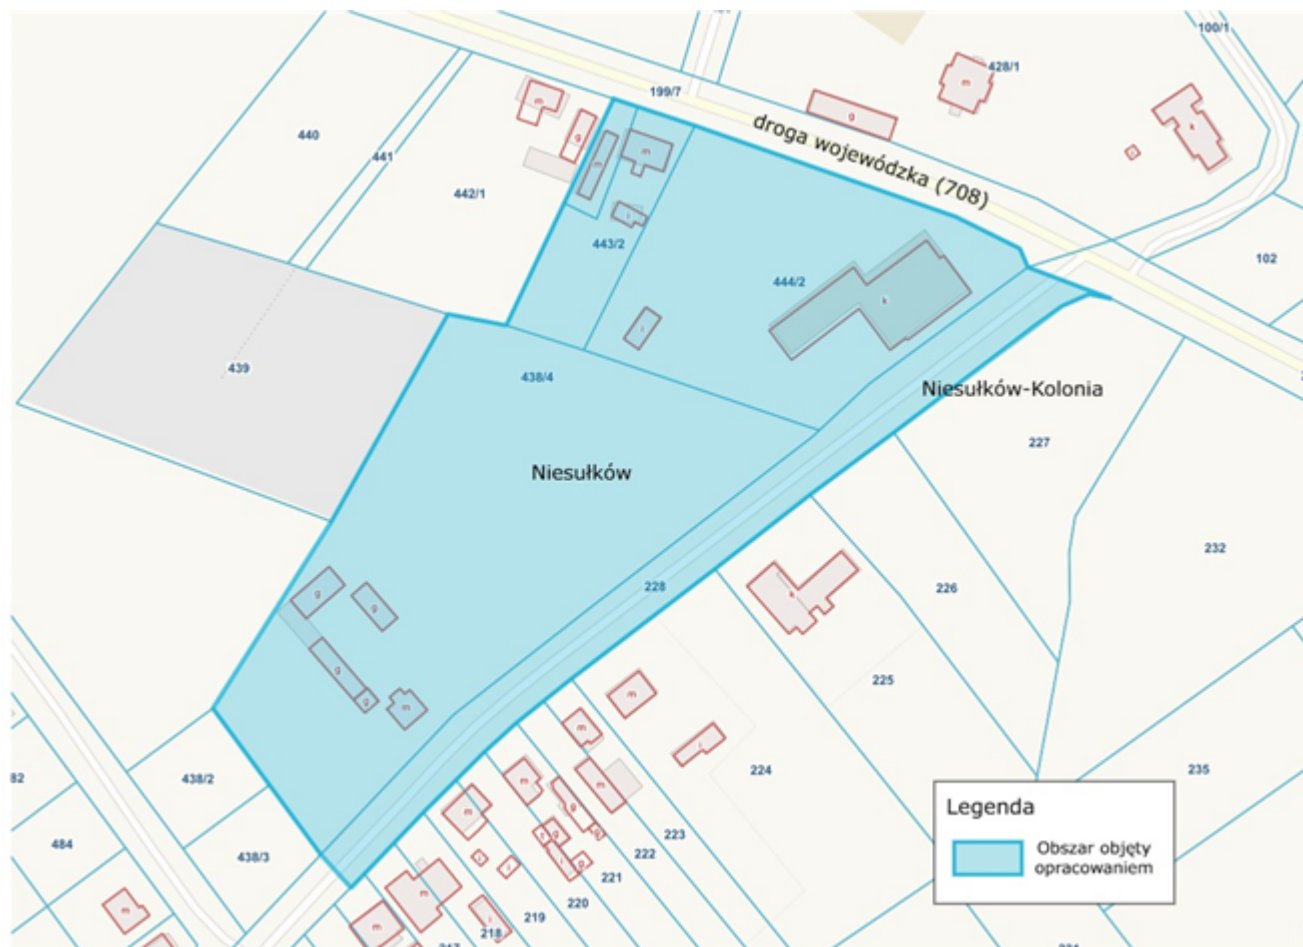 100/1
428/1
199/7
m
k
g
m
g
droga wojewódzka (708)
440
441
m
m
i
i
442/1
443/2
102
444/2
k
i
439
438/4
Niesułków-Kolonia
227
Niesułków
232
228
226
k
g
g
g
g
m
225
m
m
i
224
235
438/2
82
m
m
m
g
g
i
g
i
g
i
i
223
484
438/3
222
221
220
219
218
217
m
m
m
i
Legenda
Obszar objęty
opracowaniem